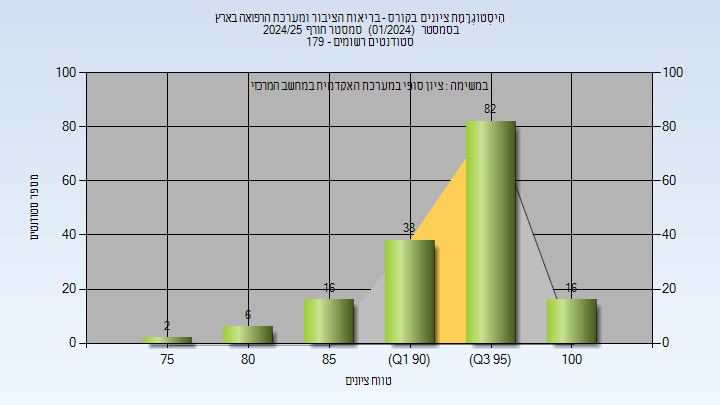 הִיסְטוֹגְרָמַת ציונים בקורס - בריאות הציבור ומערכת הרפואה בארץ
בסמסטר (01/2024) סמסטר חורף 2024/25
סטודנטים רשומים - 179
במשימה : ציון סופי במערכת האקדמית במחשב המרכזי
מספר סטודנטים
100 100
80 80
60 60
40 40
20 20
0 0
2 6 16 38 82 16
75 80 85 (Q1 90) (Q3 95) 100
טווח ציונים